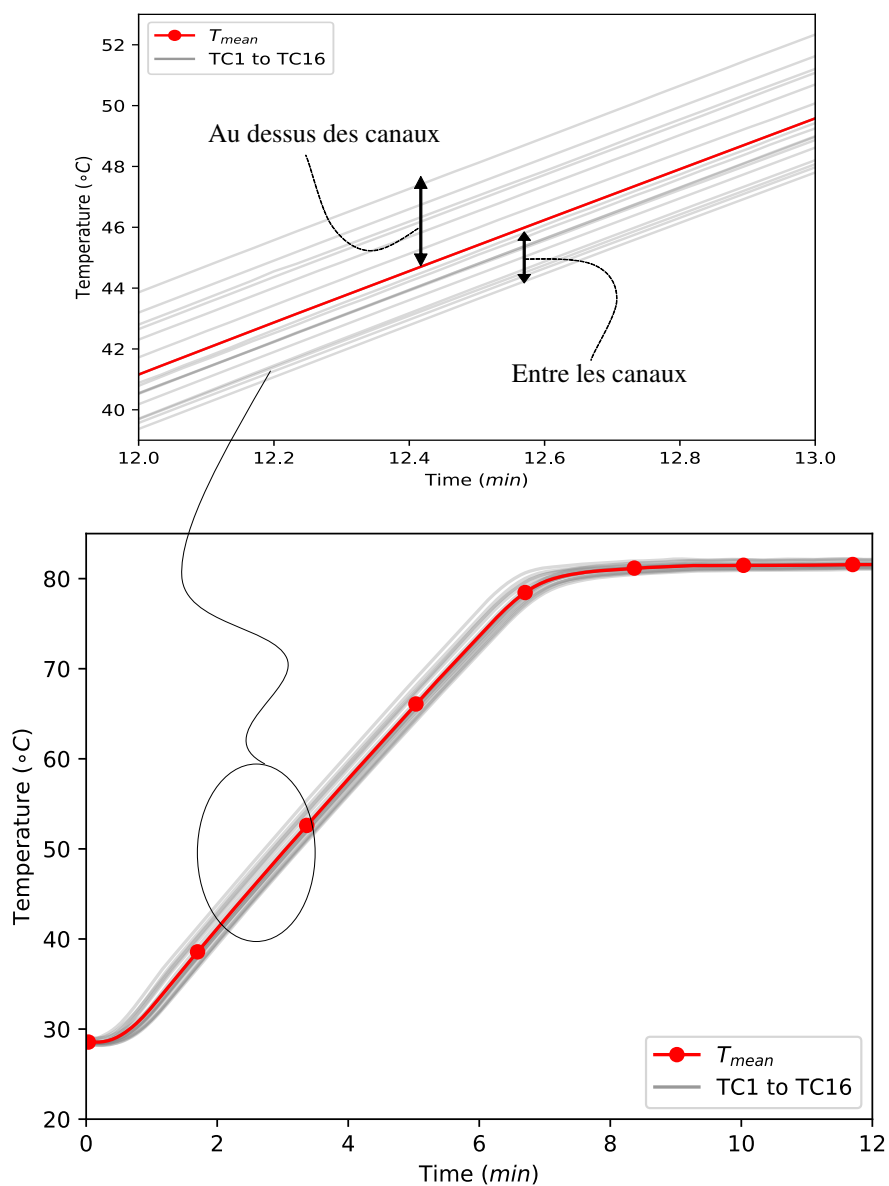 52
50
48
46
44
42
40
Temperature (∘C)
T_mean
TC1 to TC16
Au dessus des canaux
Entre les canaux
12.0 12.2 12.4 12.6 12.8 13.0
Time (min)
80
70
60
50
40
30
20
Temperature (∘C)
T_mean
TC1 to TC16
0 2 4 6 8 10 12
Time (min)